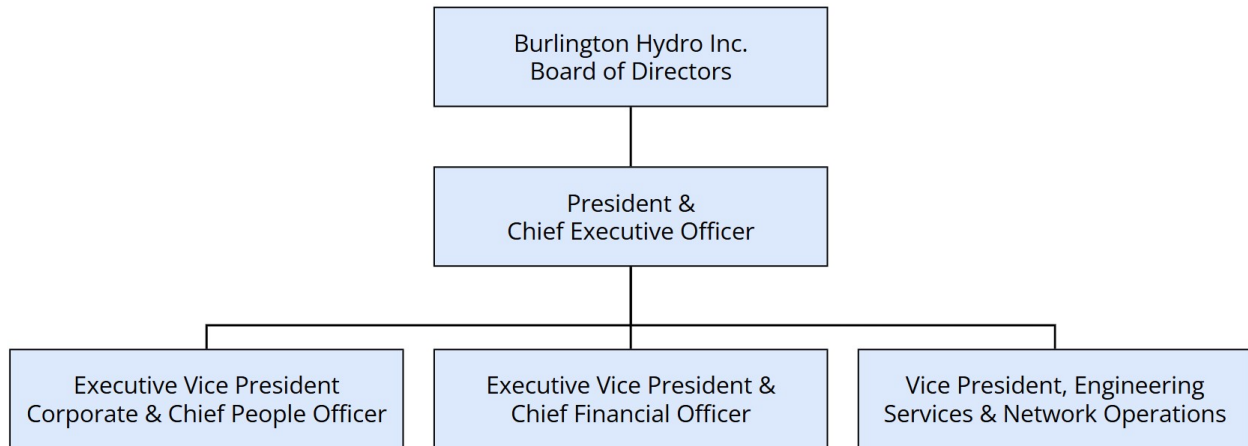 Burlington Hydro Inc.
Board of Directors
President &
Chief Executive Officer
Executive Vice President
Corporate & Chief People Officer
Executive Vice President &
Chief Financial Officer
Vice President, Engineering
Services & Network Operations